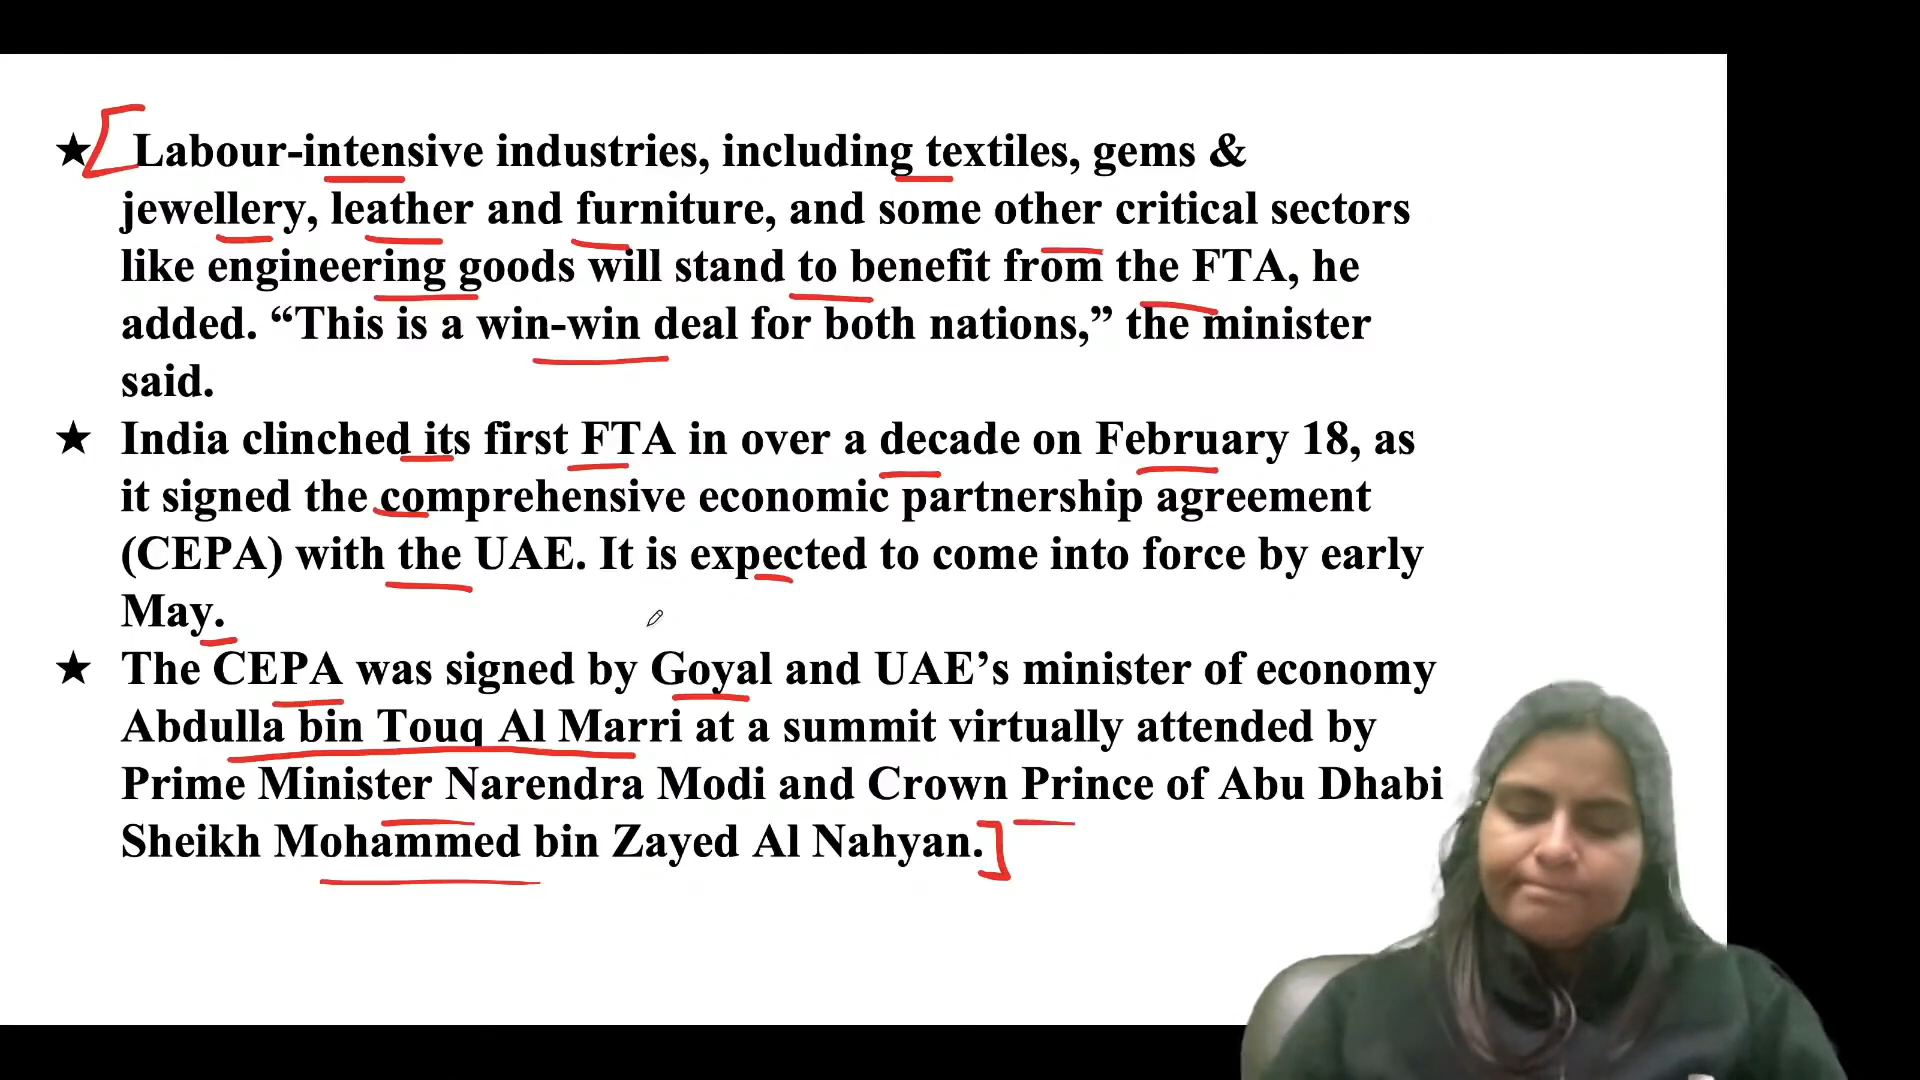 ★ Labour-intensive industries, including textiles, gems &
jewellery, leather and furniture, and some other critical sectors
like engineering goods will stand to benefit from the FTA, he
added. “This is a win-win deal for both nations,” the minister
said.
★ India clinched its first FTA in over a decade on February 18, as
it signed the comprehensive economic partnership agreement
(CEPA) with the UAE. It is expected to come into force by early
May.
★ The CEPA was signed by Goyal and UAE’s minister of economy
Abdulla bin Touq Al Marri at a summit virtually attended by
Prime Minister Narendra Modi and Crown Prince of Abu Dhabi
Sheikh Mohammed bin Zayed Al Nahyan.